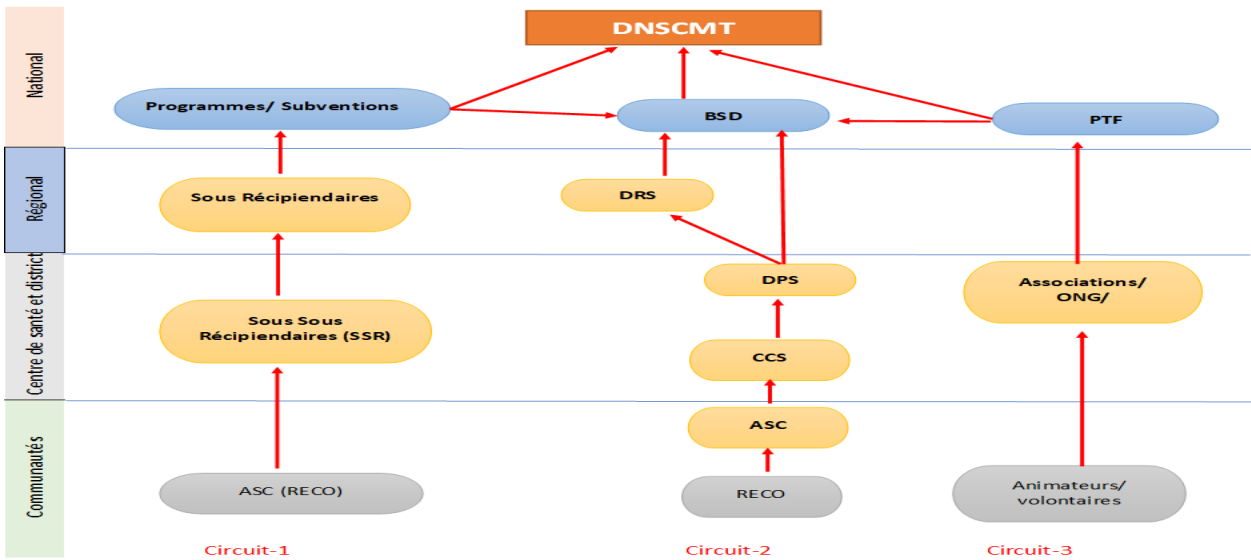 DNSCMT
National
Programmes/ Subventions
BSD
PTF
Régional
Sous Récipiendaires
DRS
Centre de santé et district
DPS
Associations/
ONG/
Sous Sous
Récipiendaires (SSR)
CCS
Communautés
ASC
ASC (RECO)
RECO
Animateurs/
volontaires
Circuit-1
Circuit-2
Circuit-3